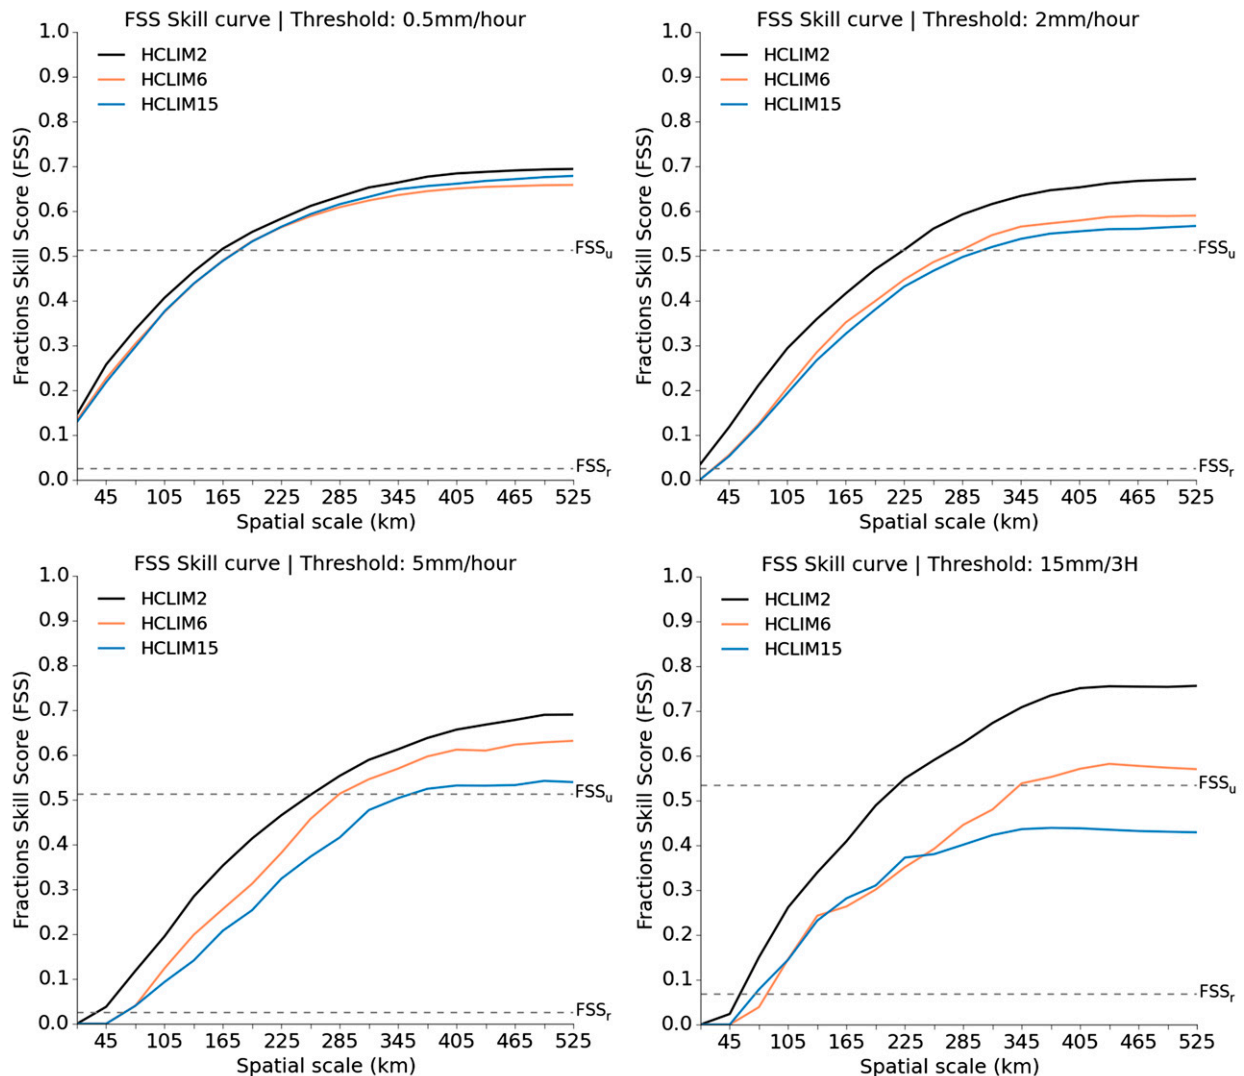 FSS Skill curve | Threshold: 0.5mm/hour
HCLIM2
HCLIM6
HCLIM15
1.0
0.9
0.8
0.7
0.6
0.5
0.4
0.3
0.2
0.1
0.0
Fractions Skill Score (FSS)
FSSu
FSSr
45 105 165 225 285 345 405 465 525
Spatial scale (km)
FSS Skill curve | Threshold: 2mm/hour
HCLIM2
HCLIM6
HCLIM15
1.0
0.9
0.8
0.7
0.6
0.5
0.4
0.3
0.2
0.1
0.0
Fractions Skill Score (FSS)
FSSu
FSSr
45 105 165 225 285 345 405 465 525
Spatial scale (km)
FSS Skill curve | Threshold: 5mm/hour
HCLIM2
HCLIM6
HCLIM15
1.0
0.9
0.8
0.7
0.6
0.5
0.4
0.3
0.2
0.1
0.0
Fractions Skill Score (FSS)
FSSu
FSSr
45 105 165 225 285 345 405 465 525
Spatial scale (km)
FSS Skill curve | Threshold: 15mm/3H
HCLIM2
HCLIM6
HCLIM15
1.0
0.9
0.8
0.7
0.6
0.5
0.4
0.3
0.2
0.1
0.0
Fractions Skill Score (FSS)
FSSu
FSSr
45 105 165 225 285 345 405 465 525
Spatial scale (km)